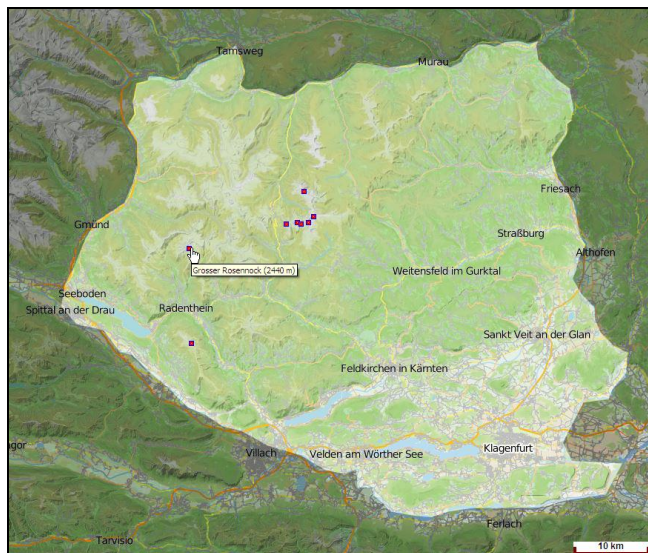 Tamsweg
Murau
Friesach
Gmünd
Straßburg
Althofen
Grosser Rosennock (2440 m)
Weitensfeld im Gurktal
Seeboden
Spittal an der Drau
Radenthein
Sankt Veit an der Glan
Feldkirchen in Kärnten
gor
Villach
Velden am Wörther See
Klagenfurt
Ferlach
Tarvisio
10 km